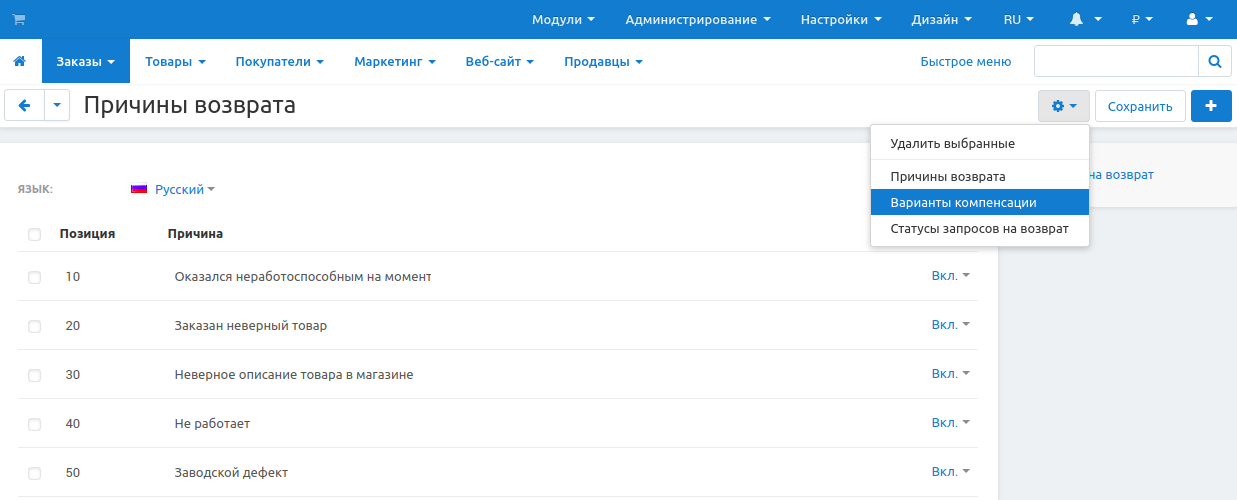 Модули Администрирование Настройки Дизайн RU ₽
Заказы Товары Покупатели Маркетинг Веб-сайт Продавцы Быстрое меню
Причины возврата Сохранить
Удалить выбранные
Причины возврата
на возврат
Варианты компенсации
Статусы запросов на возврат
ЯЗЫК: Русский
Позиция Причина
10 Оказался неработоспособным на момент Вкл.
20 Заказан неверный товар Вкл.
30 Неверное описание товара в магазине Вкл.
40 Не работает Вкл.
50 Заводской дефект Вкл.